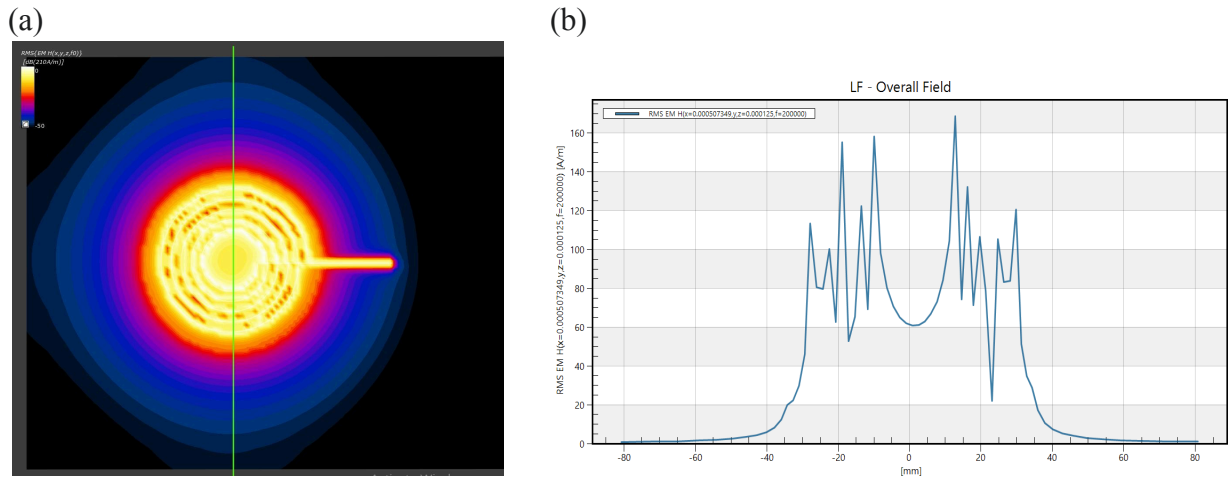 (a)
(b)
RMS(EM H(x,y,z,f0))
[dB(210A/m)]
0
-50
LF - Overall Field
RMS EM H(x=0.000507349,y,z=0.000125,f=200000)
RMS EM H(x=0.000507349,y,z=0.000125,f=200000) [A/m]
160
140
120
100
80
60
40
20
0
-80 -60 -40 -20 0 20 40 60 80
[mm]